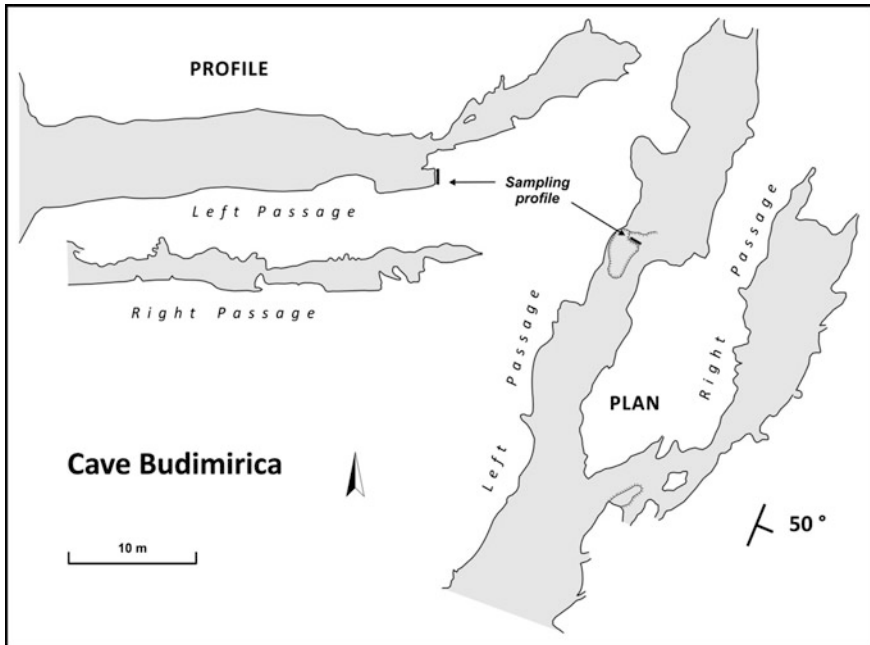 PROFILE
Sampling
profile
Left Passage
Right Passage
Left Passage
Right Passage
PLAN
Cave Budimirica
50 °
10 m